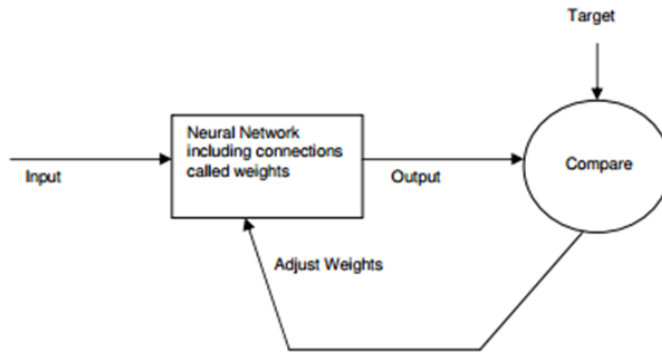 Target
Neural Network
including connections
called weights
Compare
Input
Output
Adjust Weights